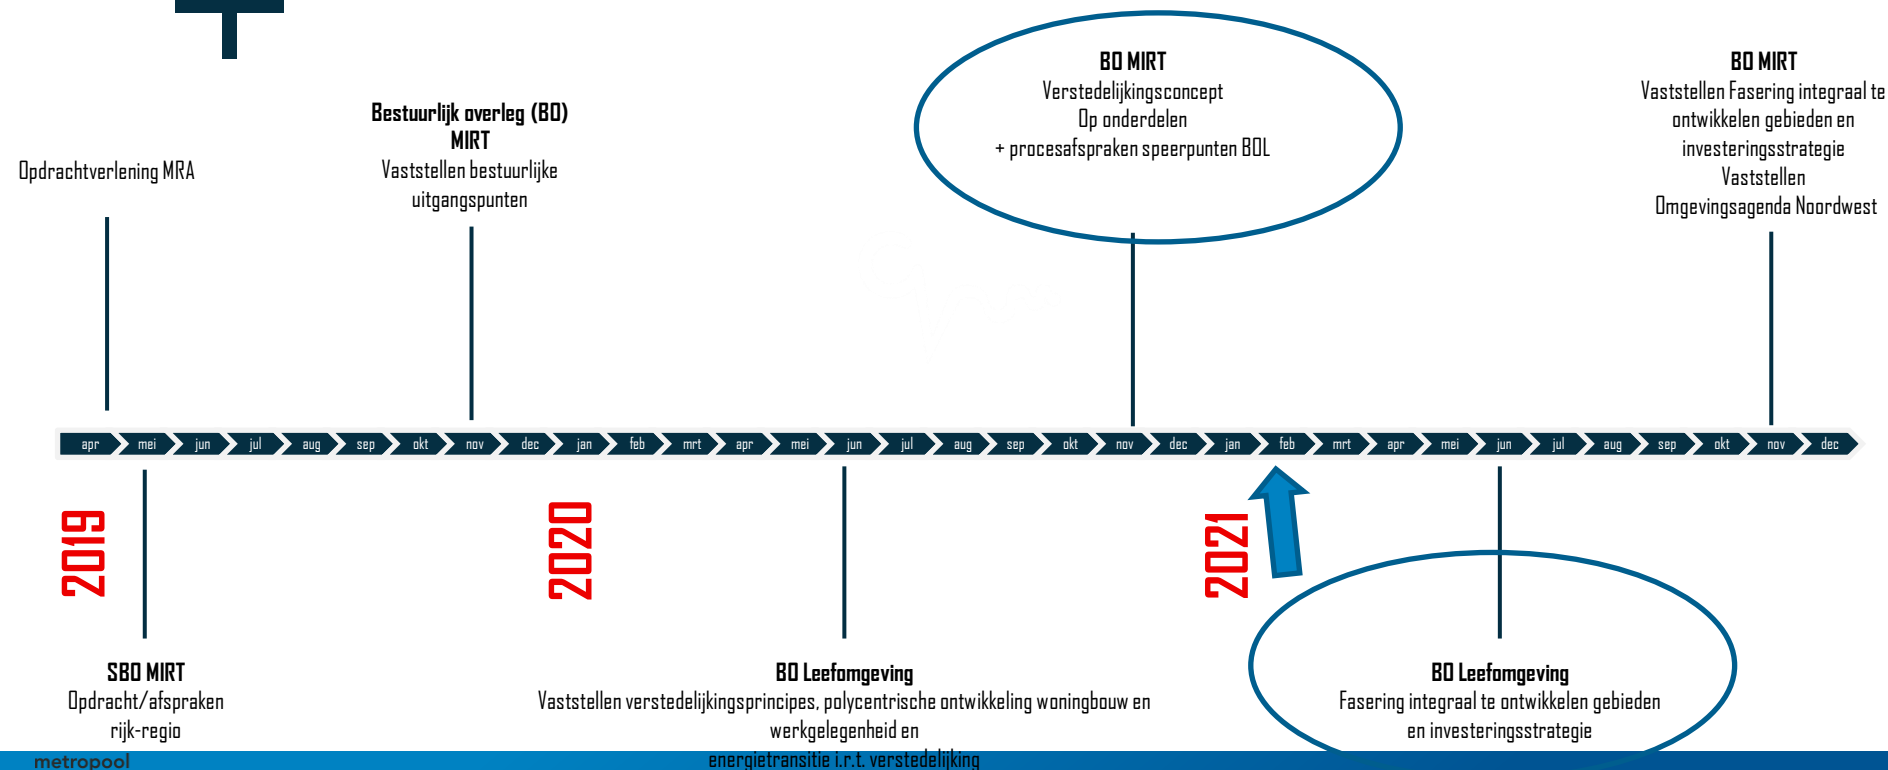 Opdrachtverlening MRA
Bestuurlijk overleg (BO)
MIRT
Vaststellen bestuurlijke
uitgangspunten
BO MIRT
Verstedelijkingsconcept
Op onderdelen
+ procesafspraken speerpunten BOL
BO MIRT
Vaststellen Fasering integraal te
ontwikkelen gebieden en
investeringsstrategie
Vaststellen
Omgevingsagenda Noordwest
apr mei jun jul aug sep okt nov dec jan feb mrt apr mei jun jul aug sep okt nov dec jan feb mrt apr mei jun jul aug sep okt nov dec
2019
2020
2021
SBO MIRT
Opdracht/afspraken
rijk-regio
BO Leefomgeving
Vaststellen verstedelijkingsprincipes, polycentrische ontwikkeling woningbouw en
werkgelegenheid en
energietransitie i.r.t. verstedelijking
BO Leefomgeving
Fasering integraal te ontwikkelen gebieden
en investeringsstrategie
metropool